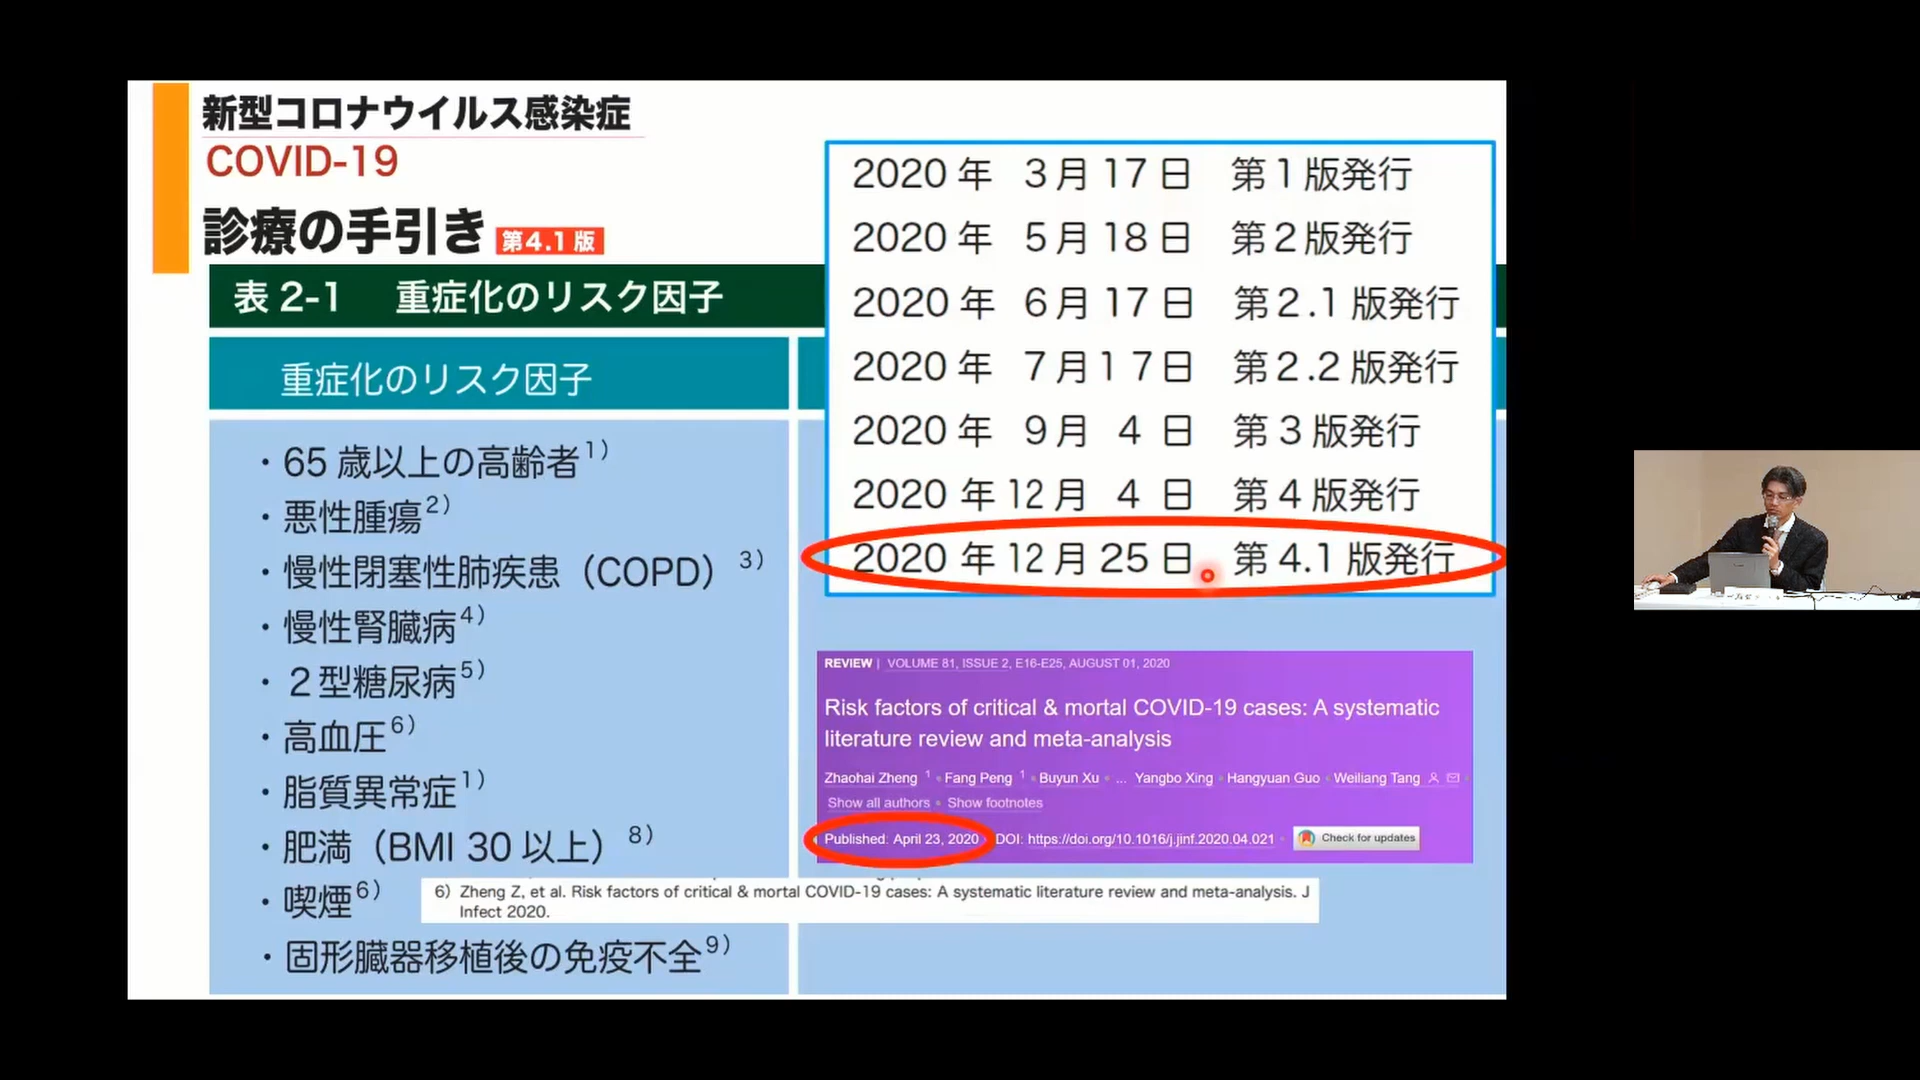 新型コロナウイルス感染症
COVID-19
診療の手引き 第4.1版
表 2-1 重症化のリスク因子
重症化のリスク因子
・65 歳以上の高齢者1)
・悪性腫瘍2)
・慢性閉塞性肺疾患（COPD）3)
・慢性腎臓病4)
・２型糖尿病5)
・高血圧6)
・脂質異常症1)
・肥満（BMI 30 以上）8)
・喫煙6)
・固形臓器移植後の免疫不全9)
2020 年 3 月 17 日 第１版発行
2020 年 5 月 18 日 第２版発行
2020 年 6 月 17 日 第２.１版発行
2020 年 7 月１７日 第２.２版発行
2020 年 9 月 4 日 第３版発行
2020 年 12 月 4 日 第４版発行
2020 年 12 月 25 日 第 4.1 版発行
REVIEW | VOLUME 81, ISSUE 2, E16-E25, AUGUST 01, 2020
Risk factors of critical & mortal COVID-19 cases: A systematic
literature review and meta-analysis
Zhaohai Zheng 1 • Fang Peng 1 • Buyun Xu • ... Yangbo Xing • Hangyuan Guo • Weiliang Tang
Show all authors • Show footnotes
Published: April 23, 2020 DOI: https://doi.org/10.1016/j.jinf.2020.04.021 • Check for updates
6) Zheng Z, et al. Risk factors of critical & mortal COVID-19 cases: A systematic literature review and meta-analysis. J
Infect 2020.